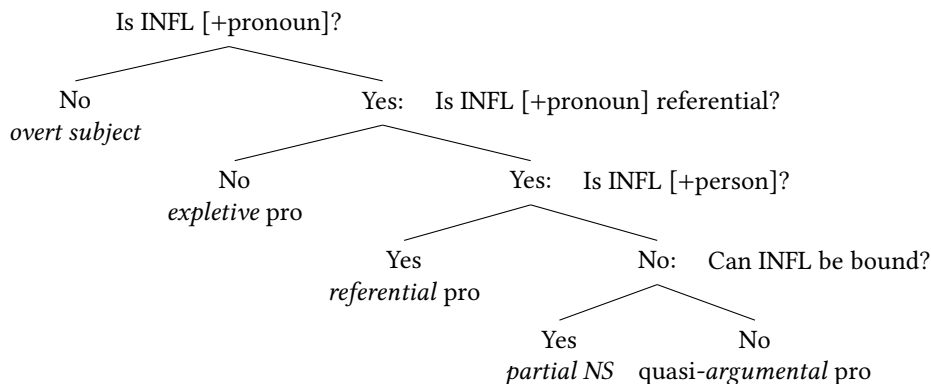 Is INFL [+pronoun]?
No Yes: Is INFL [+pronoun] referential?
overt subject
No Yes: Is INFL [+person]?
expletive pro
Yes No: Can INFL be bound?
referential pro
Yes No
partial NS quasi-argumental pro